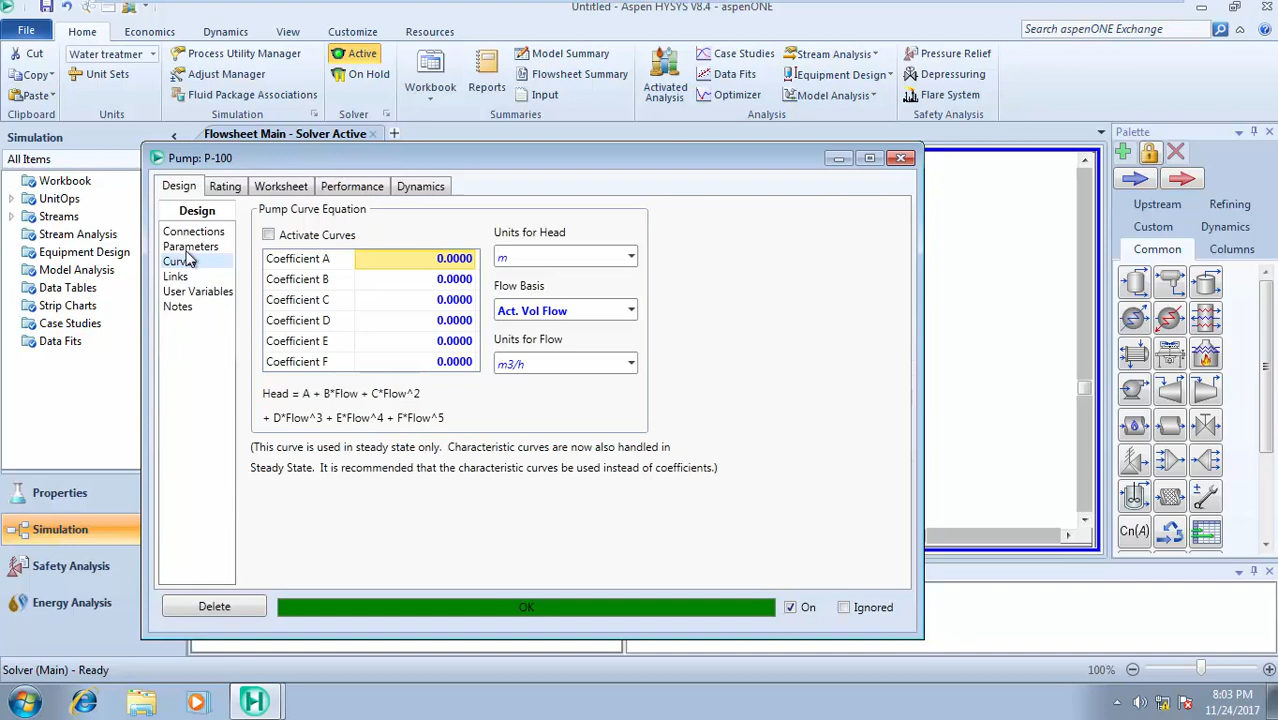 Untitled - Aspen HYSYS V8.4 - aspenONE
File
Home
Economics
Dynamics
View
Customize
Resources
Search aspenONE Exchange
Cut
Copy
Paste
Clipboard
Water treatmer
Unit Sets
Units
Process Utility Manager
Adjust Manager
Fluid Package Associations
Simulation
Active
On Hold
Solver
Workbook
Reports
Model Summary
Flowsheet Summary
Input
Summaries
Activated
Analysis
Case Studies
Data Fits
Optimizer
Stream Analysis
Equipment Design
Model Analysis
Analysis
Pressure Relief
Depressuring
Flare System
Safety Analysis
Simulation
All Items
Workbook
UnitOps
Streams
Stream Analysis
Equipment Design
Model Analysis
Data Tables
Strip Charts
Case Studies
Data Fits
Properties
Simulation
Safety Analysis
Energy Analysis
Flowsheet Main - Solver Active
Pump: P-100
Design
Rating
Worksheet
Performance
Dynamics
Design
Connections
Parameters
Links
User Variables
Notes
Pump Curve Equation
Activate Curves
Coefficient A 0.0000
Coefficient B 0.0000
Coefficient C 0.0000
Coefficient D 0.0000
Coefficient E 0.0000
Coefficient F 0.0000
Head = A + B*Flow + C*Flow^2
+ D*Flow^3 + E*Flow^4 + F*Flow^5
Units for Head
m
Flow Basis
Act. Vol Flow
Units for Flow
m3/h
(This curve is used in steady state only. Characteristic curves are now also handled in
Steady State. It is recommended that the characteristic curves be used instead of coefficients.)
Delete
OK
On
Ignored
Palette
Upstream
Refining
Custom
Dynamics
Common
Columns
Cn(A)
Solver (Main) - Ready
100%
8:03 PM
11/24/2017